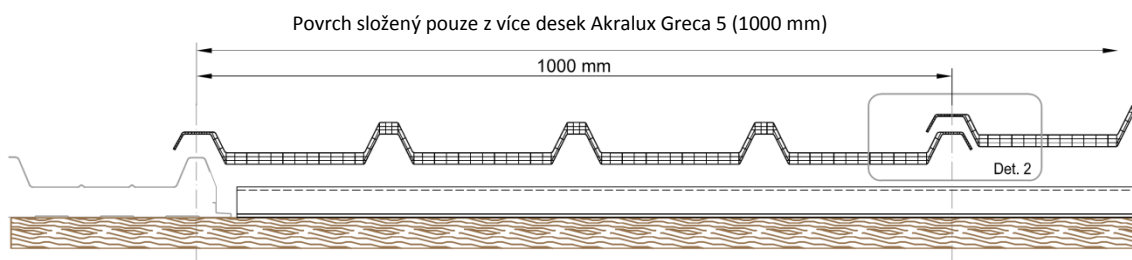 Povrch složený pouze z více desek Akralux Greca 5 (1000 mm)
1000 mm
Det. 2